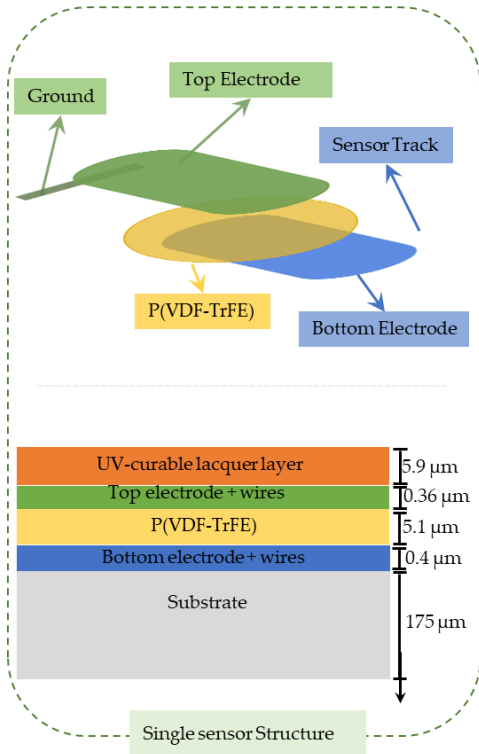 Ground
Top Electrode
Sensor Track
P(VDF-TrFE)
Bottom Electrode
UV-curable lacquer layer
5.9 µm
Top electrode + wires
0.36 µm
P(VDF-TrFE)
5.1 µm
Bottom electrode + wires
0.4 µm
Substrate
175 µm
Single sensor Structure